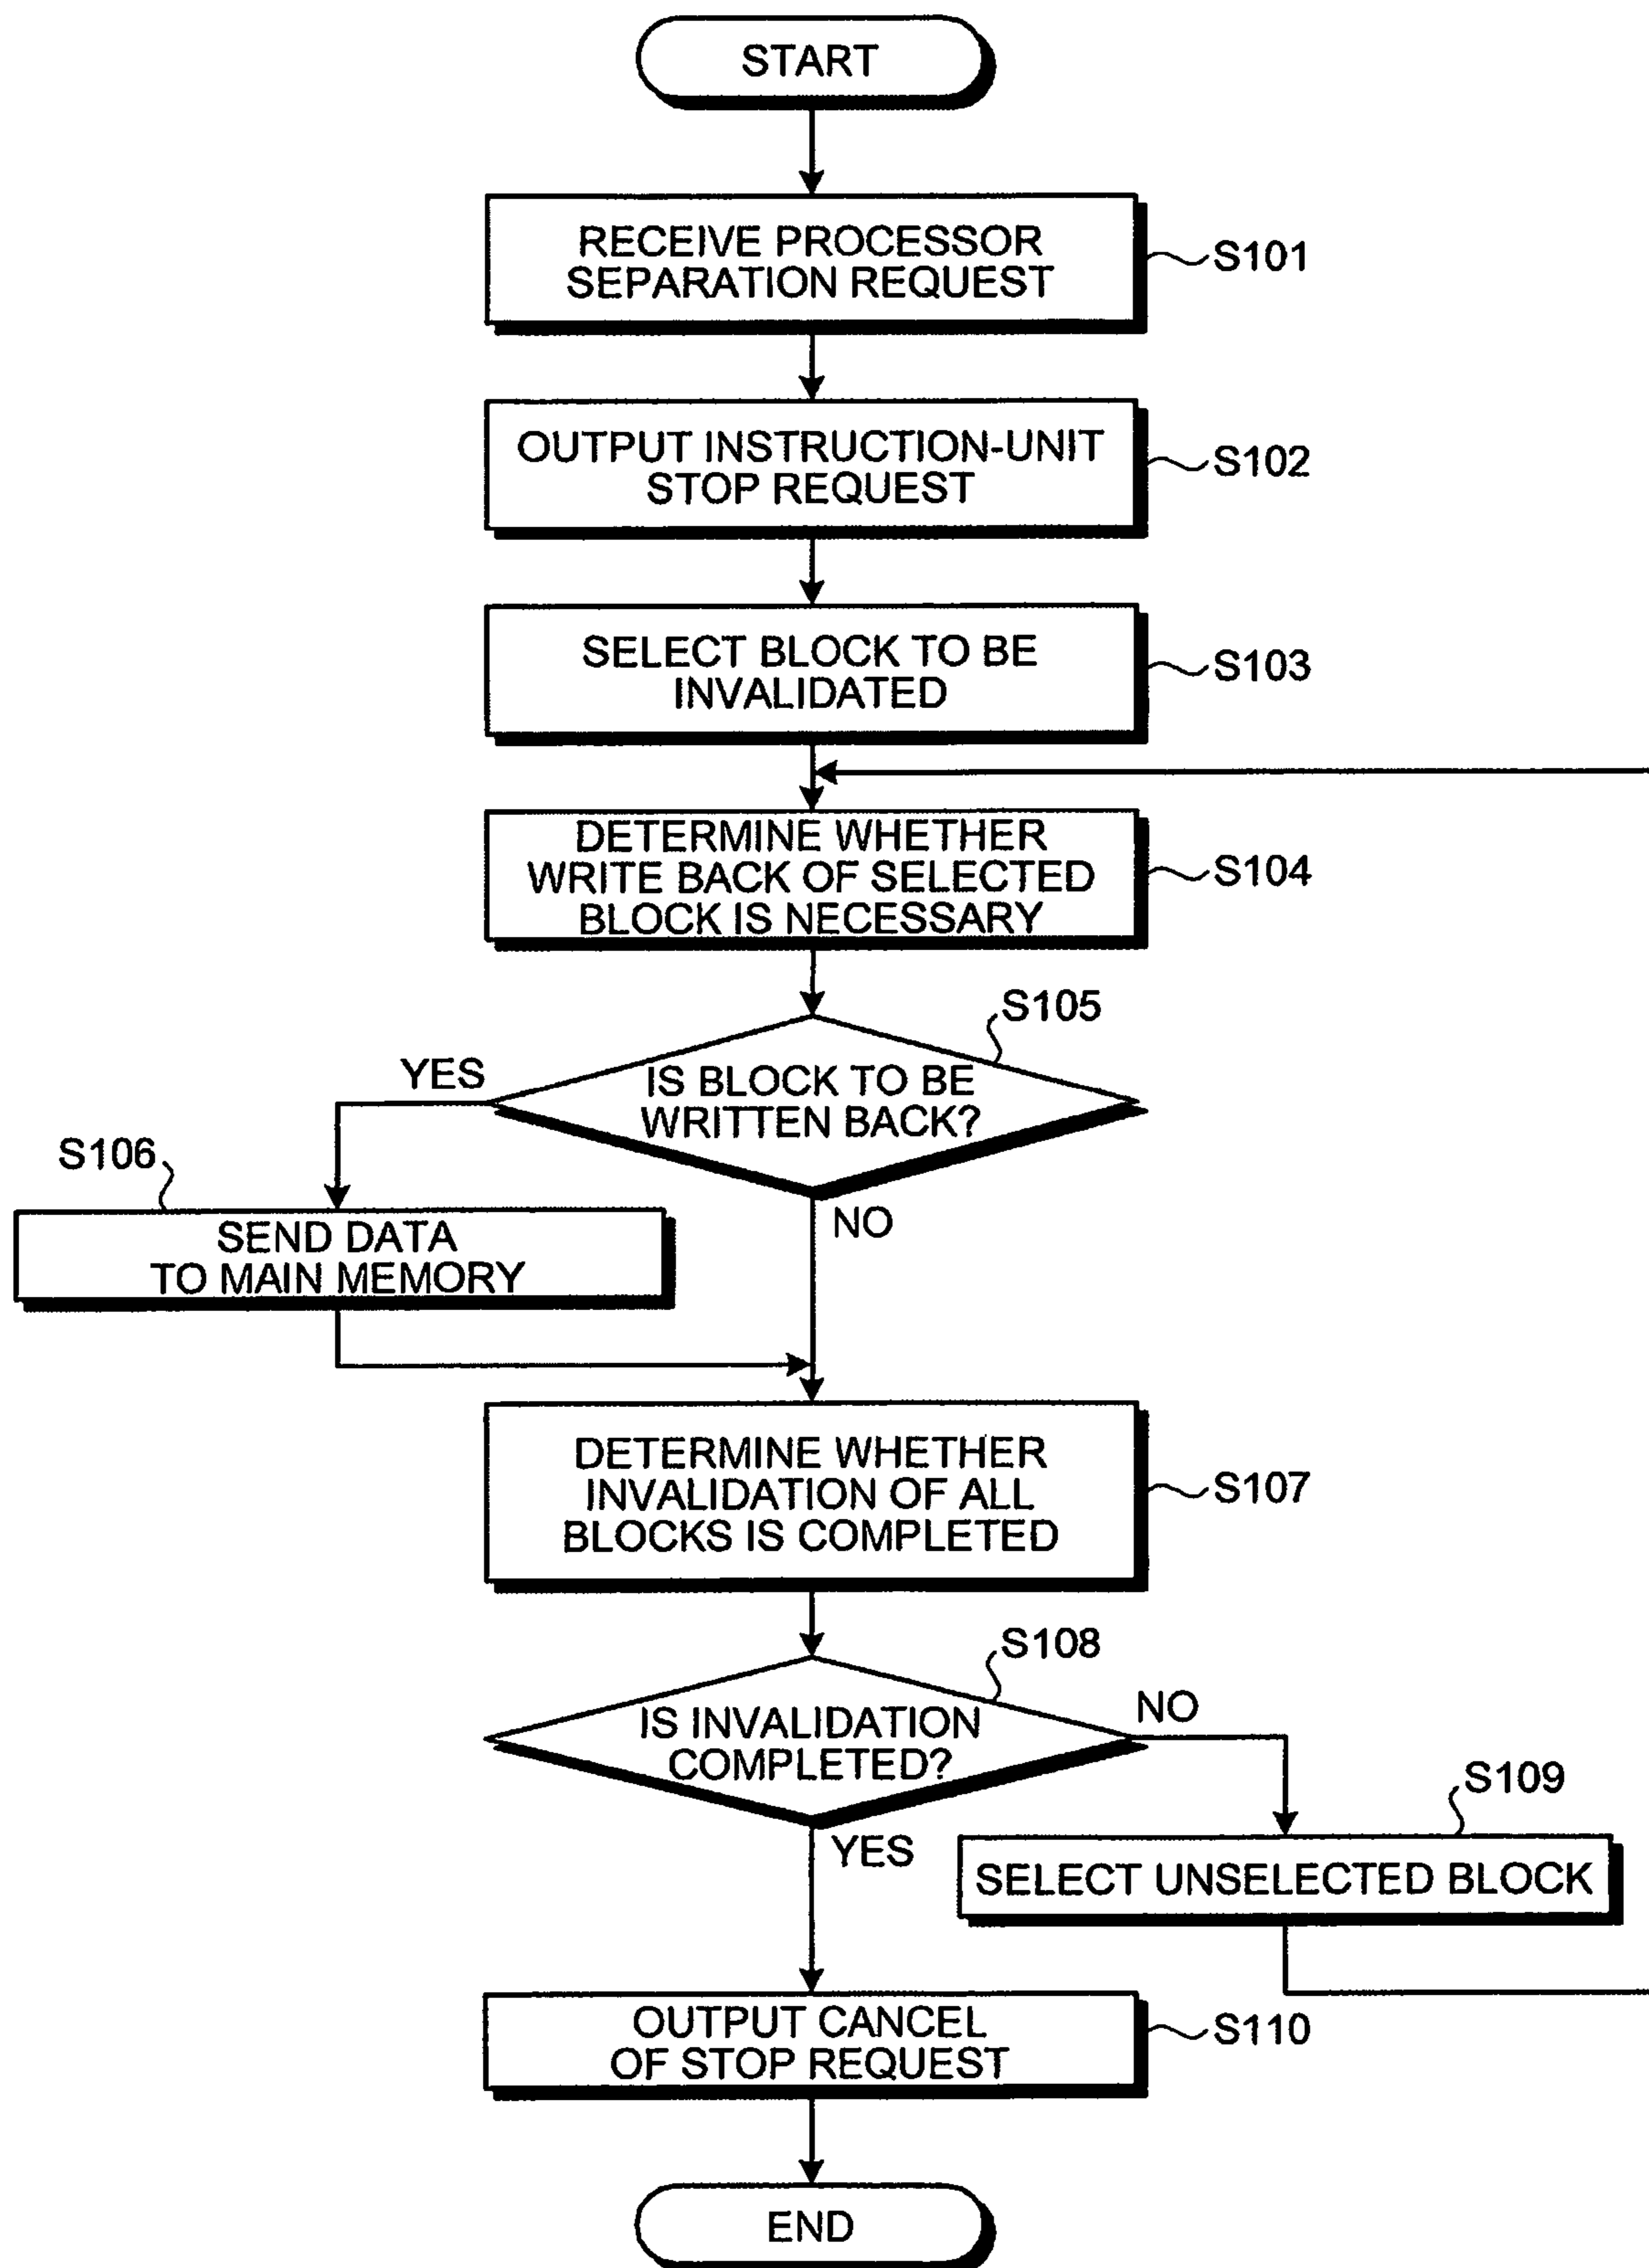 START
RECEIVE PROCESSOR
SEPARATION REQUEST
S101
OUTPUT INSTRUCTION-UNIT
STOP REQUEST
S102
SELECT BLOCK TO BE
INVALIDATED
S103
DETERMINE WHETHER
WRITE BACK OF SELECTED
BLOCK IS NECESSARY
S104
S105
YES
IS BLOCK TO BE
WRITTEN BACK?
S106
NO
SEND DATA
TO MAIN MEMORY
DETERMINE WHETHER
INVALIDATION OF ALL
BLOCKS IS COMPLETED
S107
S108
NO
IS INVALIDATION
COMPLETED?
S109
YES
SELECT UNSELECTED BLOCK
OUTPUT CANCEL
OF STOP REQUEST
S110
END